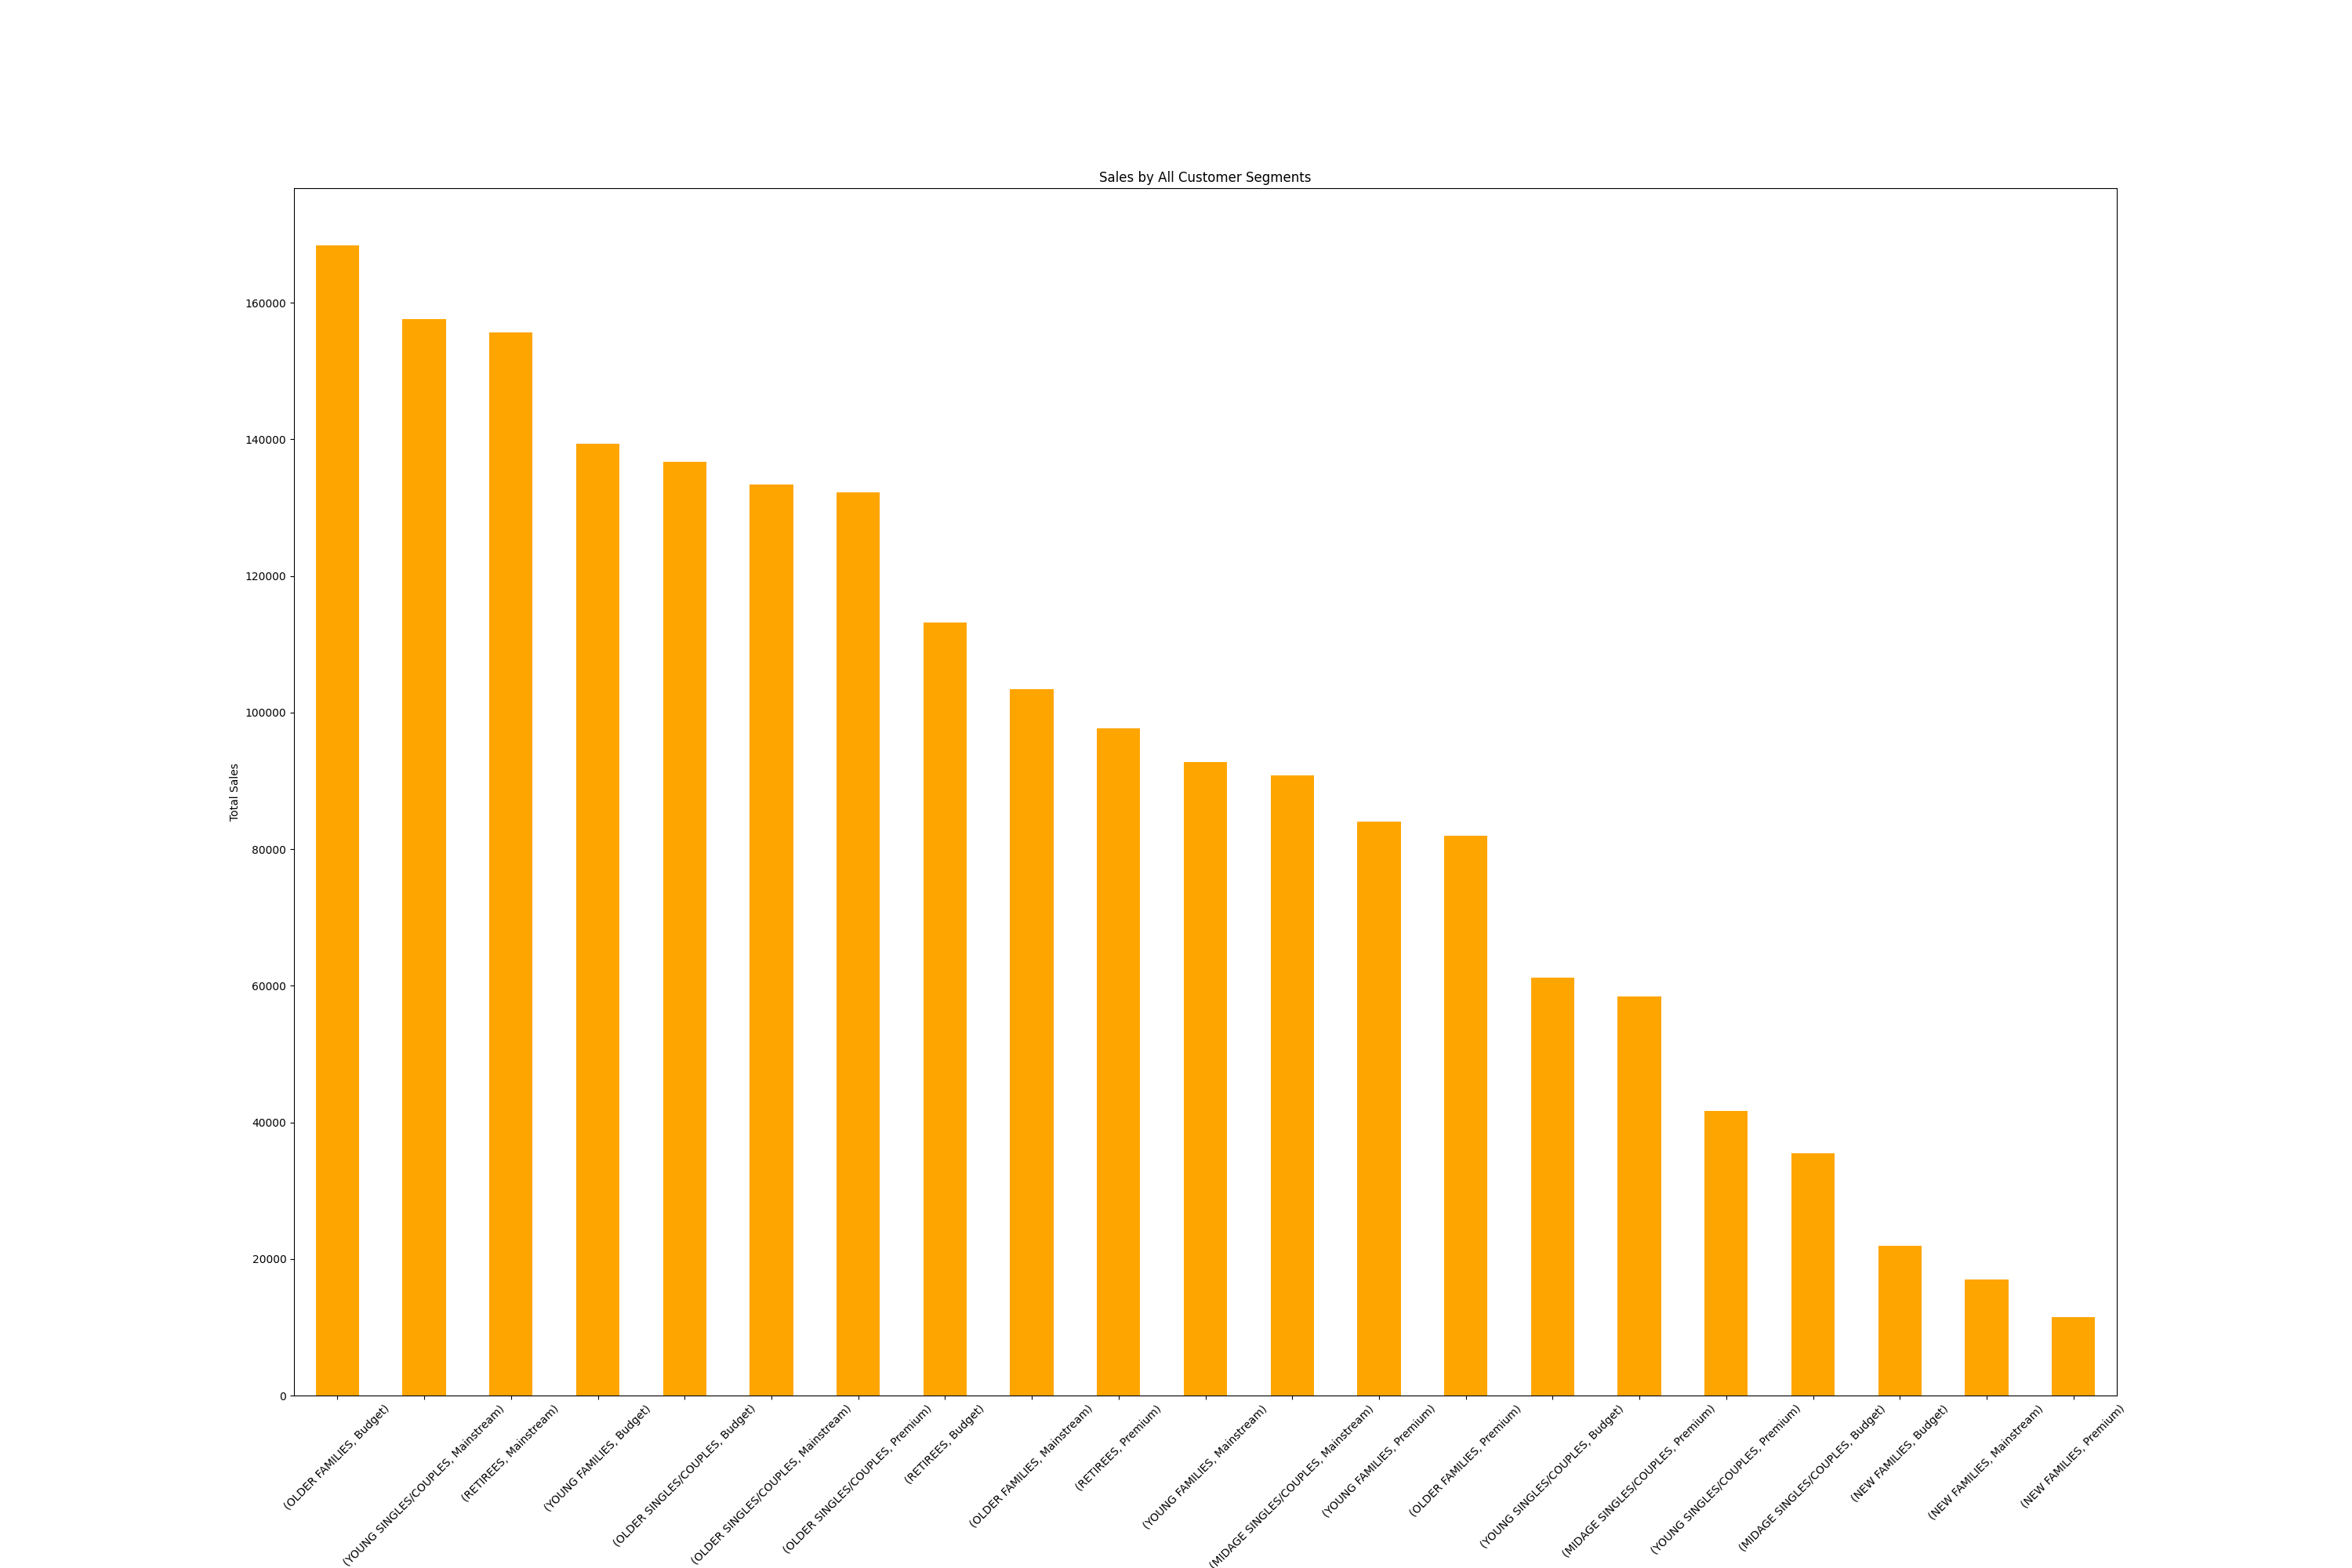 Sales by All Customer Segments
Total Sales
160000
140000
120000
100000
80000
60000
40000
20000
0
(OLDER FAMILIES, Budget)
(YOUNG SINGLES/COUPLES, Mainstream)
(RETIREES, Mainstream)
(YOUNG FAMILIES, Budget)
(OLDER SINGLES/COUPLES, Budget)
(OLDER SINGLES/COUPLES, Mainstream)
(OLDER SINGLES/COUPLES, Premium)
(RETIREES, Budget)
(OLDER FAMILIES, Mainstream)
(RETIREES, Premium)
(YOUNG FAMILIES, Mainstream)
(MIDAGE SINGLES/COUPLES, Mainstream)
(YOUNG FAMILIES, Premium)
(OLDER FAMILIES, Premium)
(YOUNG SINGLES/COUPLES, Budget)
(MIDAGE SINGLES/COUPLES, Premium)
(YOUNG SINGLES/COUPLES, Premium)
(MIDAGE SINGLES/COUPLES, Budget)
(NEW FAMILIES, Budget)
(NEW FAMILIES, Mainstream)
(NEW FAMILIES, Premium)